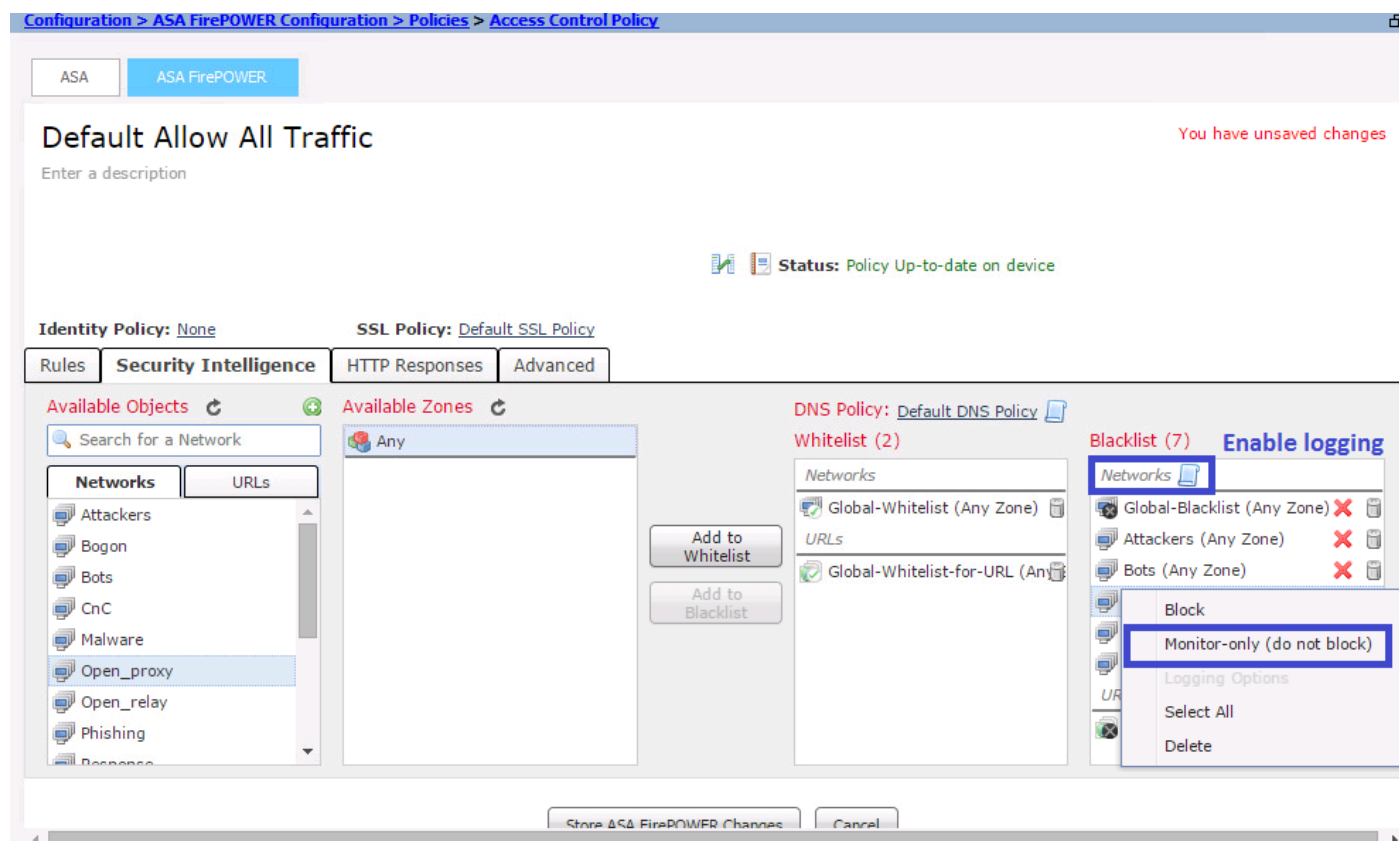 Configuration > ASA FirePOWER Configuration > Policies > Access Control Policy
ASA
ASA FirePOWER
Default Allow All Traffic
You have unsaved changes
Enter a description
Status: Policy Up-to-date on device
Identity Policy: None
SSL Policy: Default SSL Policy
Rules
Security Intelligence
HTTP Responses
Advanced
Available Objects
Search for a Network
Networks
URLs
Attackers
Bogon
Bots
CnC
Malware
Open_proxy
Open_relay
Phishing
Response
Available Zones
Any
Add to
Whitelist
Add to
Blacklist
DNS Policy: Default DNS Policy
Whitelist (2)
Networks
Global-Whitelist (Any Zone)
URLs
Global-Whitelist-for-URL (Any
Blacklist (7)
Enable logging
Networks
Global-Blacklist (Any Zone)
Attackers (Any Zone)
Bots (Any Zone)
UR
Block
Monitor-only (do not block)
Logging Options
Select All
Delete
Store ASA FirePOWER Changes
Cancel